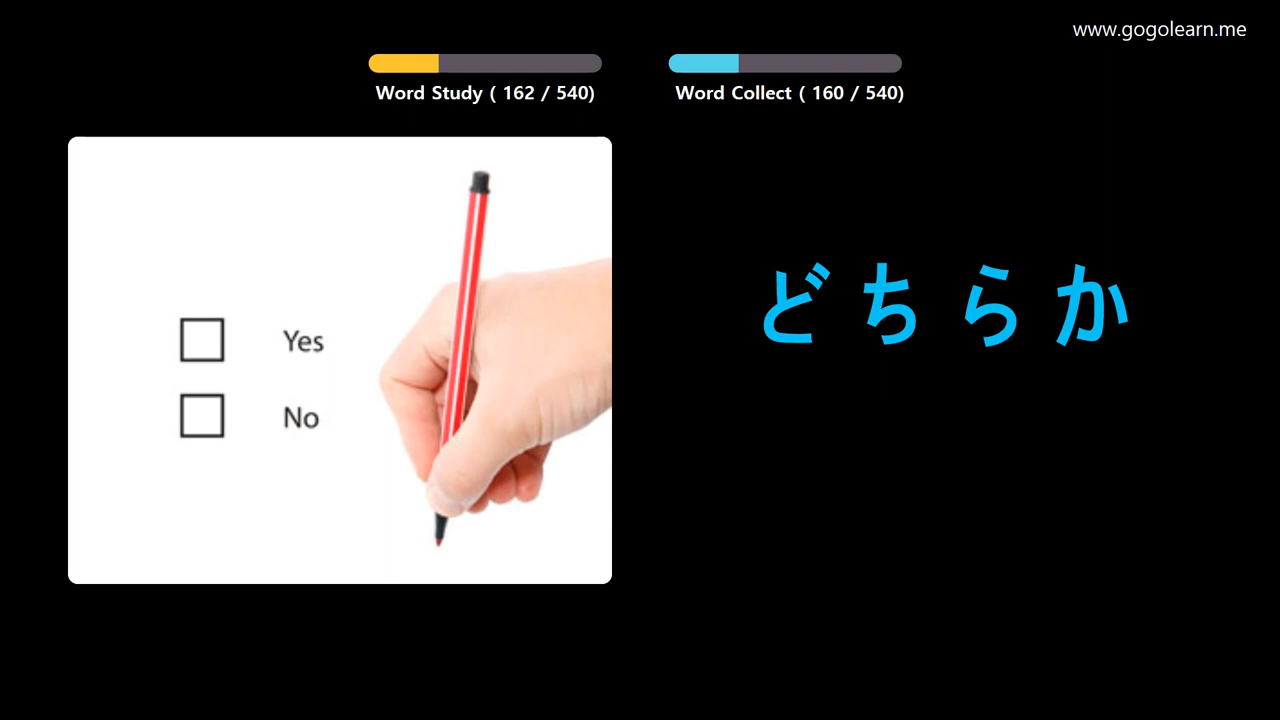 www.gogolearn.me
Word Study ( 162 / 540)
Word Collect ( 160 / 540)
Yes
No
どちらか